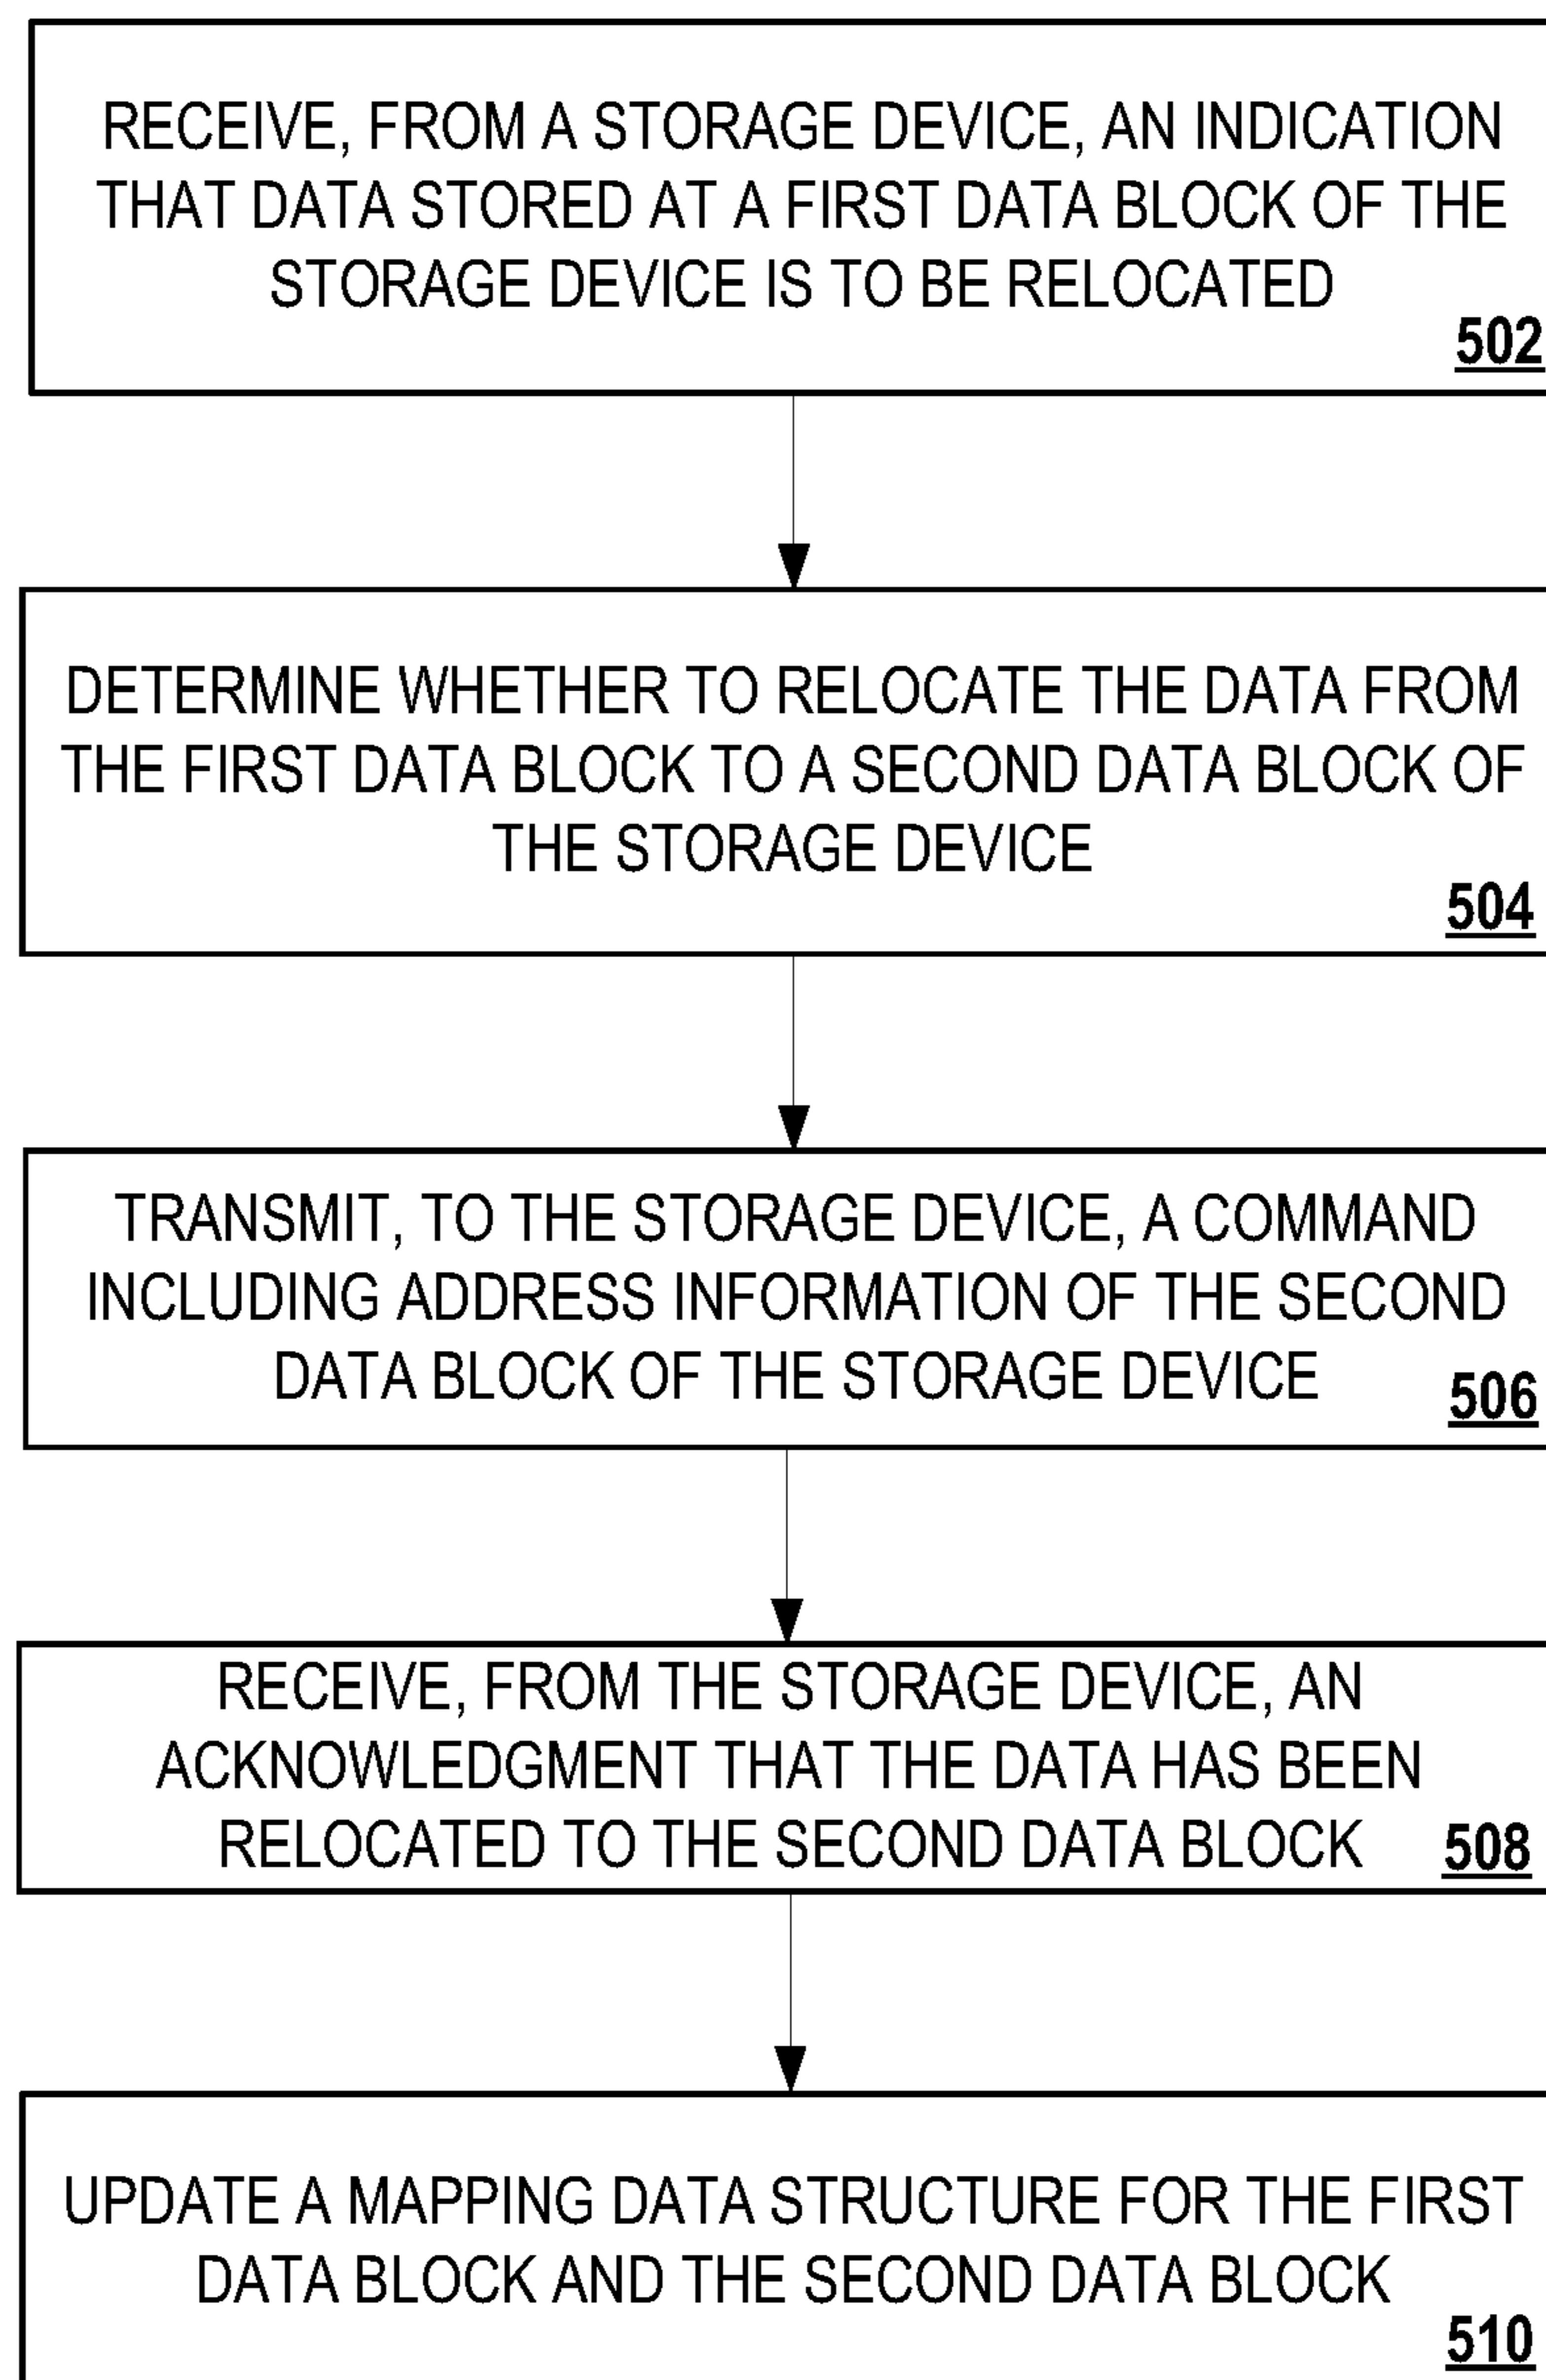 RECEIVE, FROM A STORAGE DEVICE, AN INDICATION
THAT DATA STORED AT A FIRST DATA BLOCK OF THE
STORAGE DEVICE IS TO BE RELOCATED
502
DETERMINE WHETHER TO RELOCATE THE DATA FROM
THE FIRST DATA BLOCK TO A SECOND DATA BLOCK OF
THE STORAGE DEVICE
504
TRANSMIT, TO THE STORAGE DEVICE, A COMMAND
INCLUDING ADDRESS INFORMATION OF THE SECOND
DATA BLOCK OF THE STORAGE DEVICE
506
RECEIVE, FROM THE STORAGE DEVICE, AN
ACKNOWLEDGMENT THAT THE DATA HAS BEEN
RELOCATED TO THE SECOND DATA BLOCK
508
UPDATE A MAPPING DATA STRUCTURE FOR THE FIRST
DATA BLOCK AND THE SECOND DATA BLOCK
510